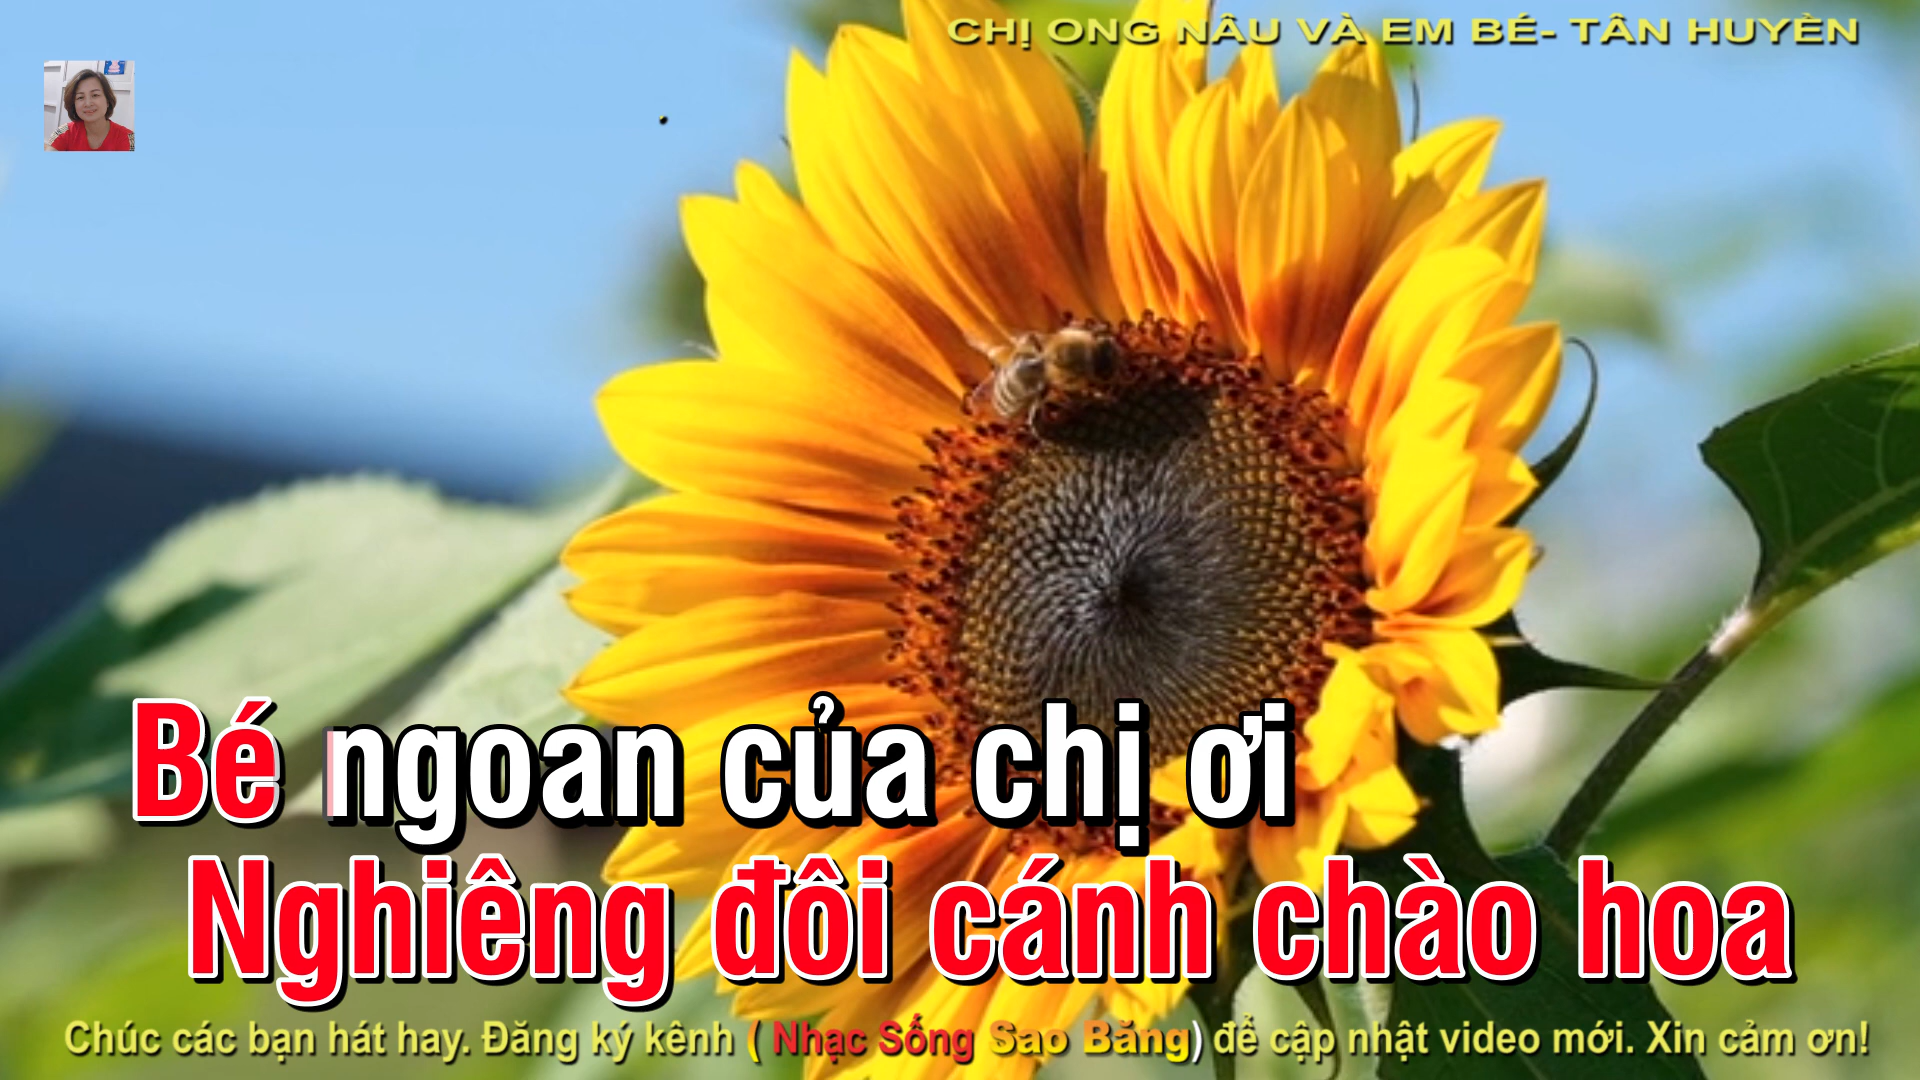 CHỊ ONG NÂU VÀ EM BÉ- TÂN HUYỀN
Bé ngoan của chị ơi
Nghiêng đôi cánh chào hoa
Chúc các bạn hát hay. Đăng ký kênh ( Nhạc Sống Sao Băng) để cập nhật video mới. Xin cảm ơn!